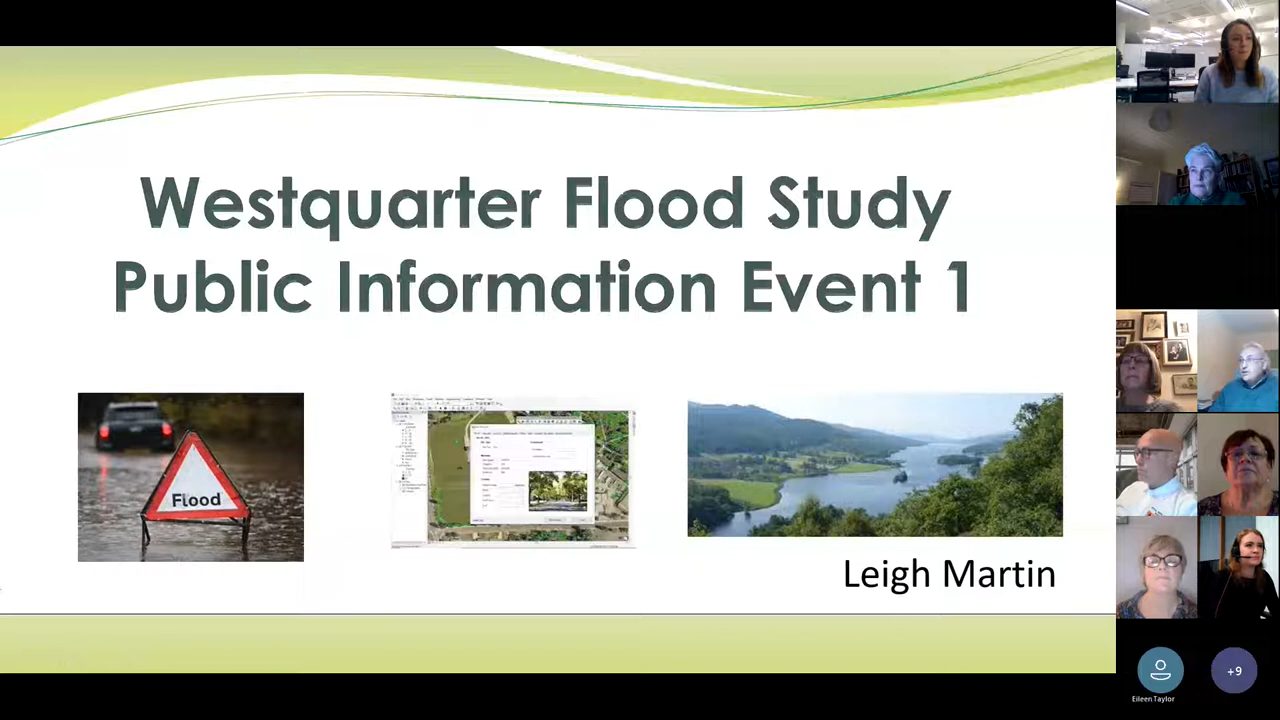 Westquarter Flood Study
Public Information Event 1
Flood
Leigh Martin
Eileen Taylor
+9